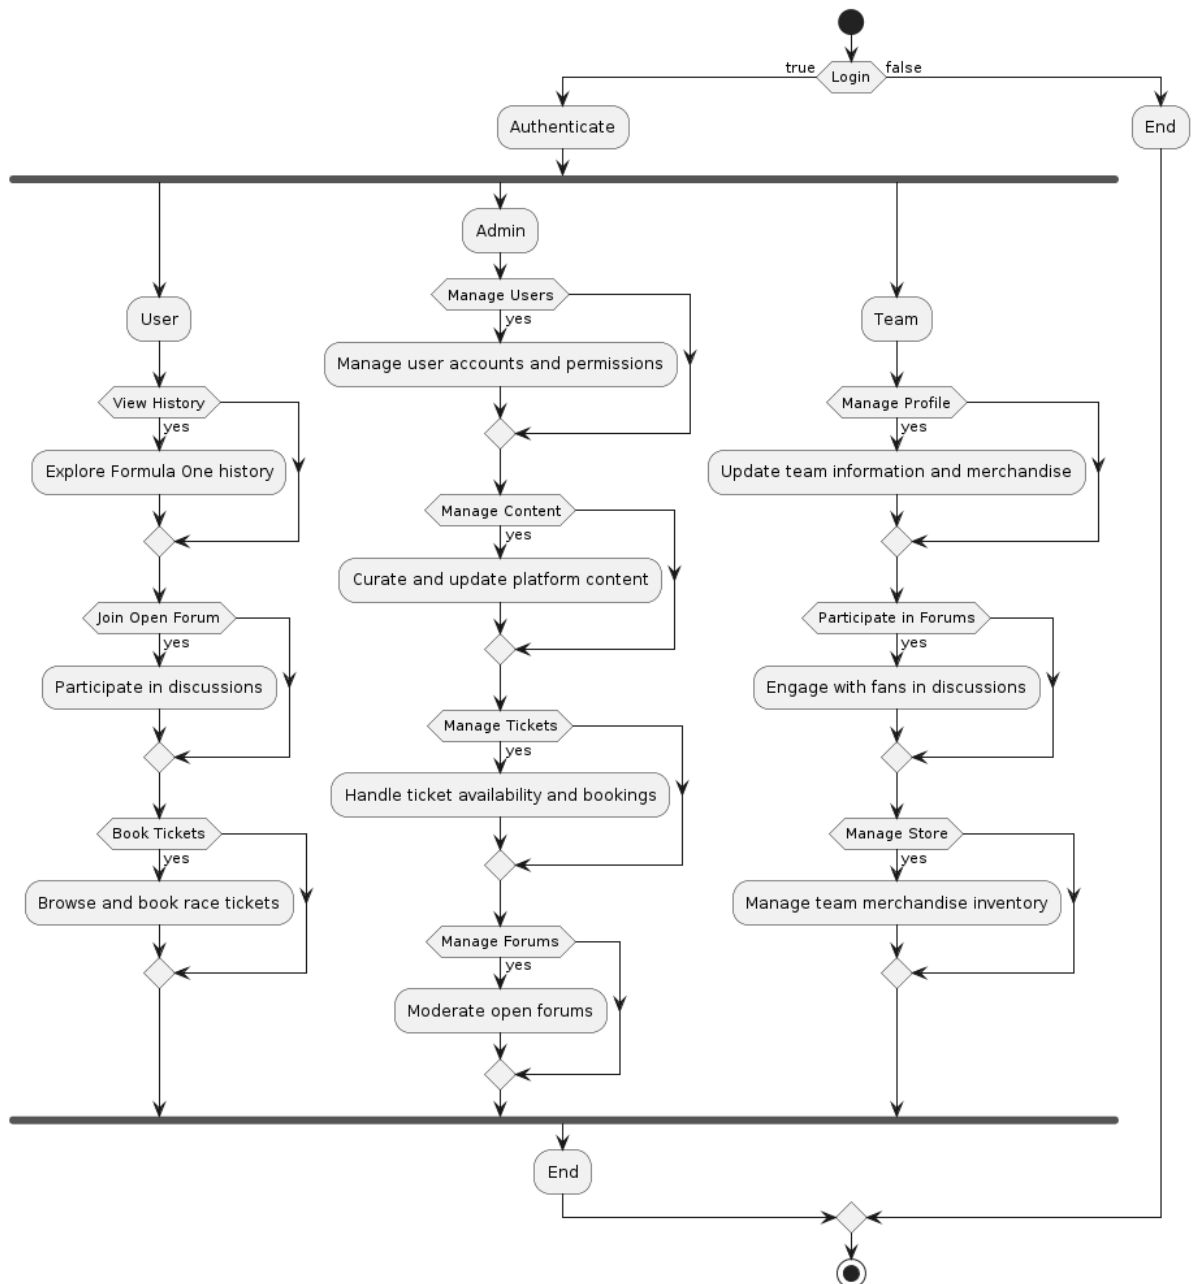 true
Login
false
Authenticate
End
User
View History
yes
Explore Formula One history
Join Open Forum
yes
Participate in discussions
Book Tickets
yes
Browse and book race tickets
Admin
Manage Users
yes
Manage user accounts and permissions
Manage Content
yes
Curate and update platform content
Manage Tickets
yes
Handle ticket availability and bookings
Manage Forums
yes
Moderate open forums
Team
Manage Profile
yes
Update team information and merchandise
Participate in Forums
yes
Engage with fans in discussions
Manage Store
yes
Manage team merchandise inventory
End